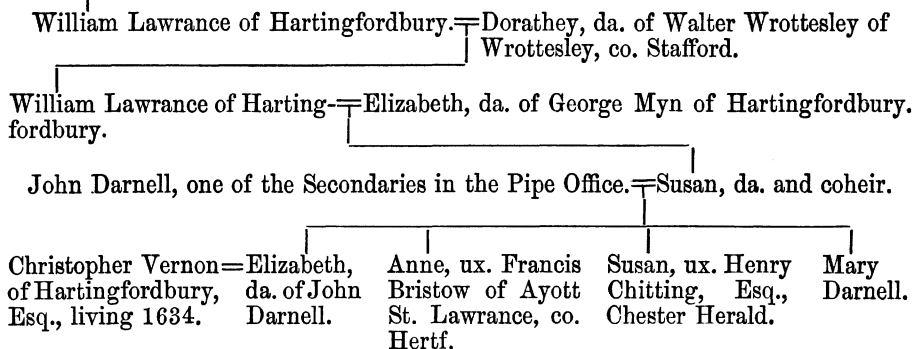 William Lawrance of Hartingfordbury.=Dorathey, da. of Walter Wrottesley of
Wrottesley, co. Stafford.
William Lawrance of Harting-=Elizabeth, da. of George Myn of Hartingfordbury.
fordbury.
John Darnell, one of the Secondaries in the Pipe Office.=Susan, da. and coheir.
Christopher Vernon=Elizabeth,
of Hartingfordbury, da. of John
Esq., living 1634. Darnell.
Anne, ux. Francis
Bristow of Ayott
St. Lawrance, co.
Hertf.
Susan, ux. Henry
Chitting, Esq.,
Chester Herald.
Mary
Darnell.